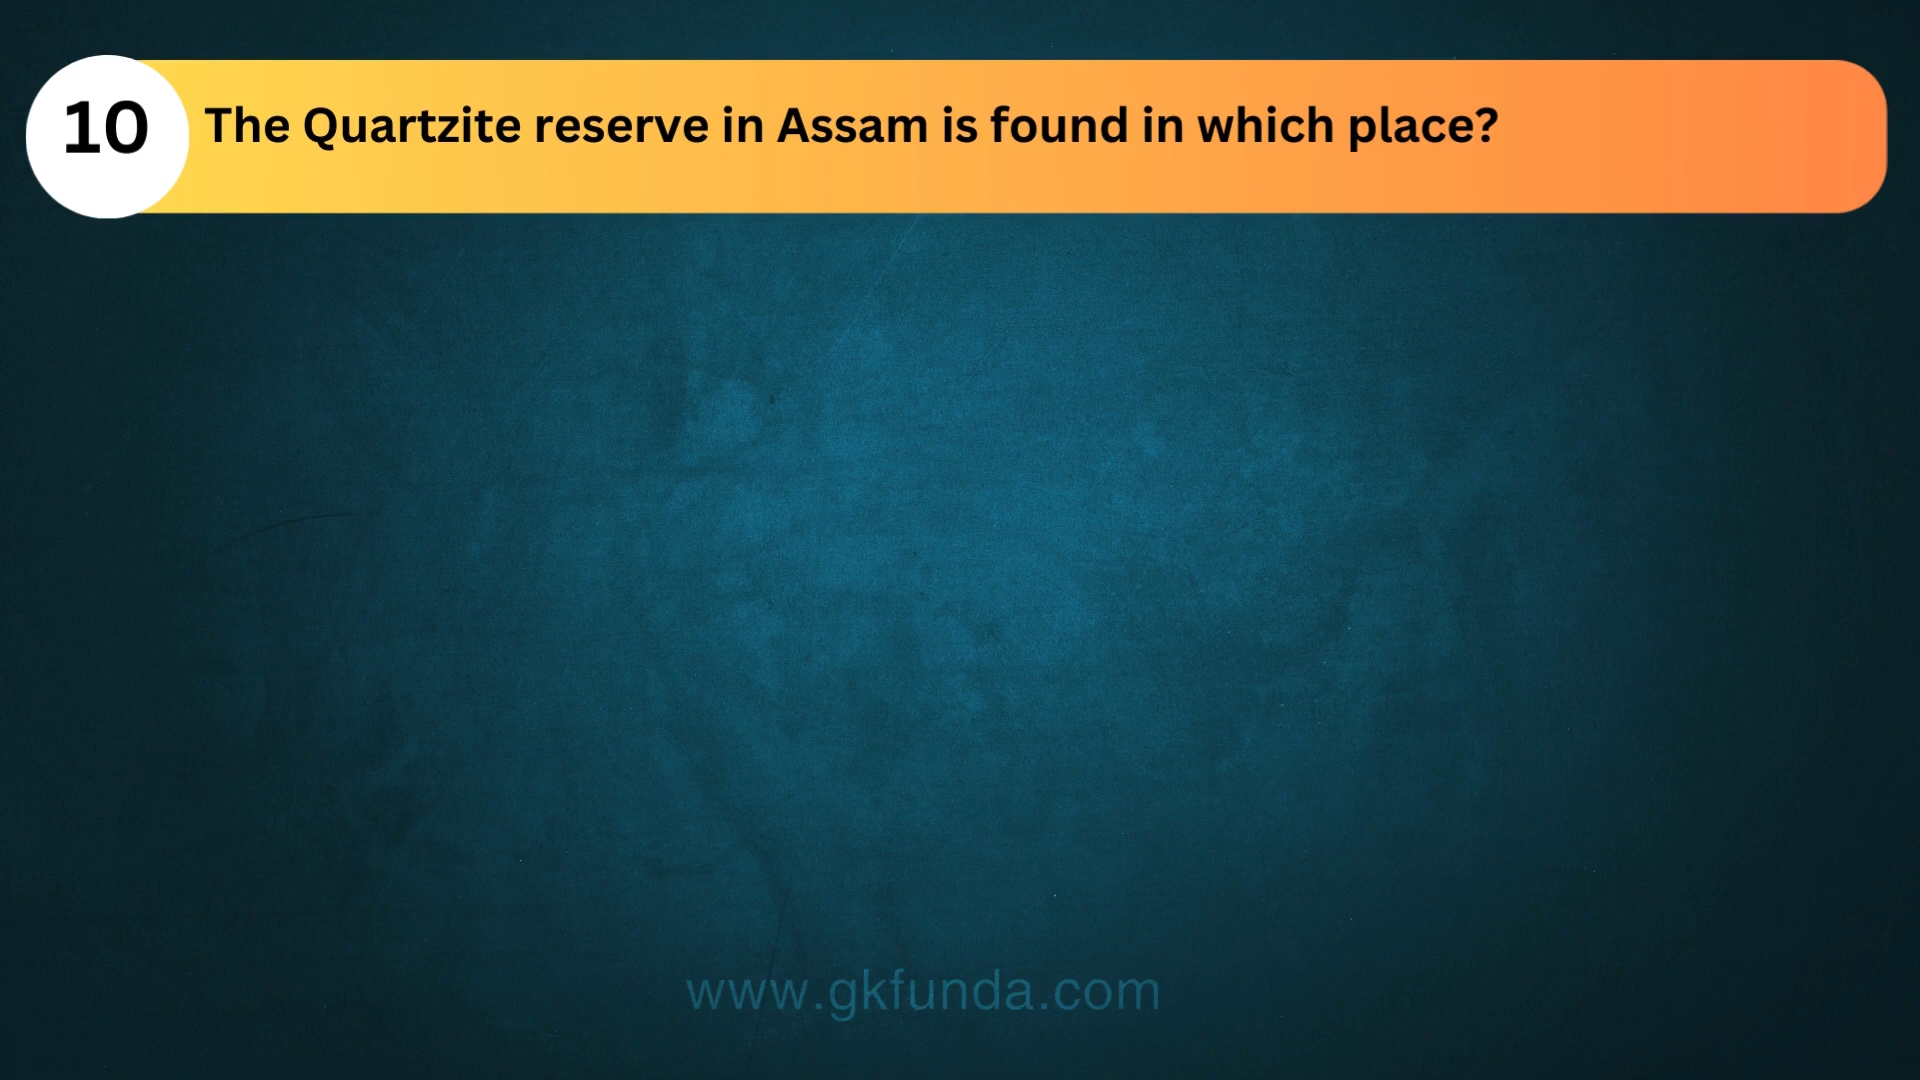 10
The Quartzite reserve in Assam is found in which place?
www.gkfunda.com